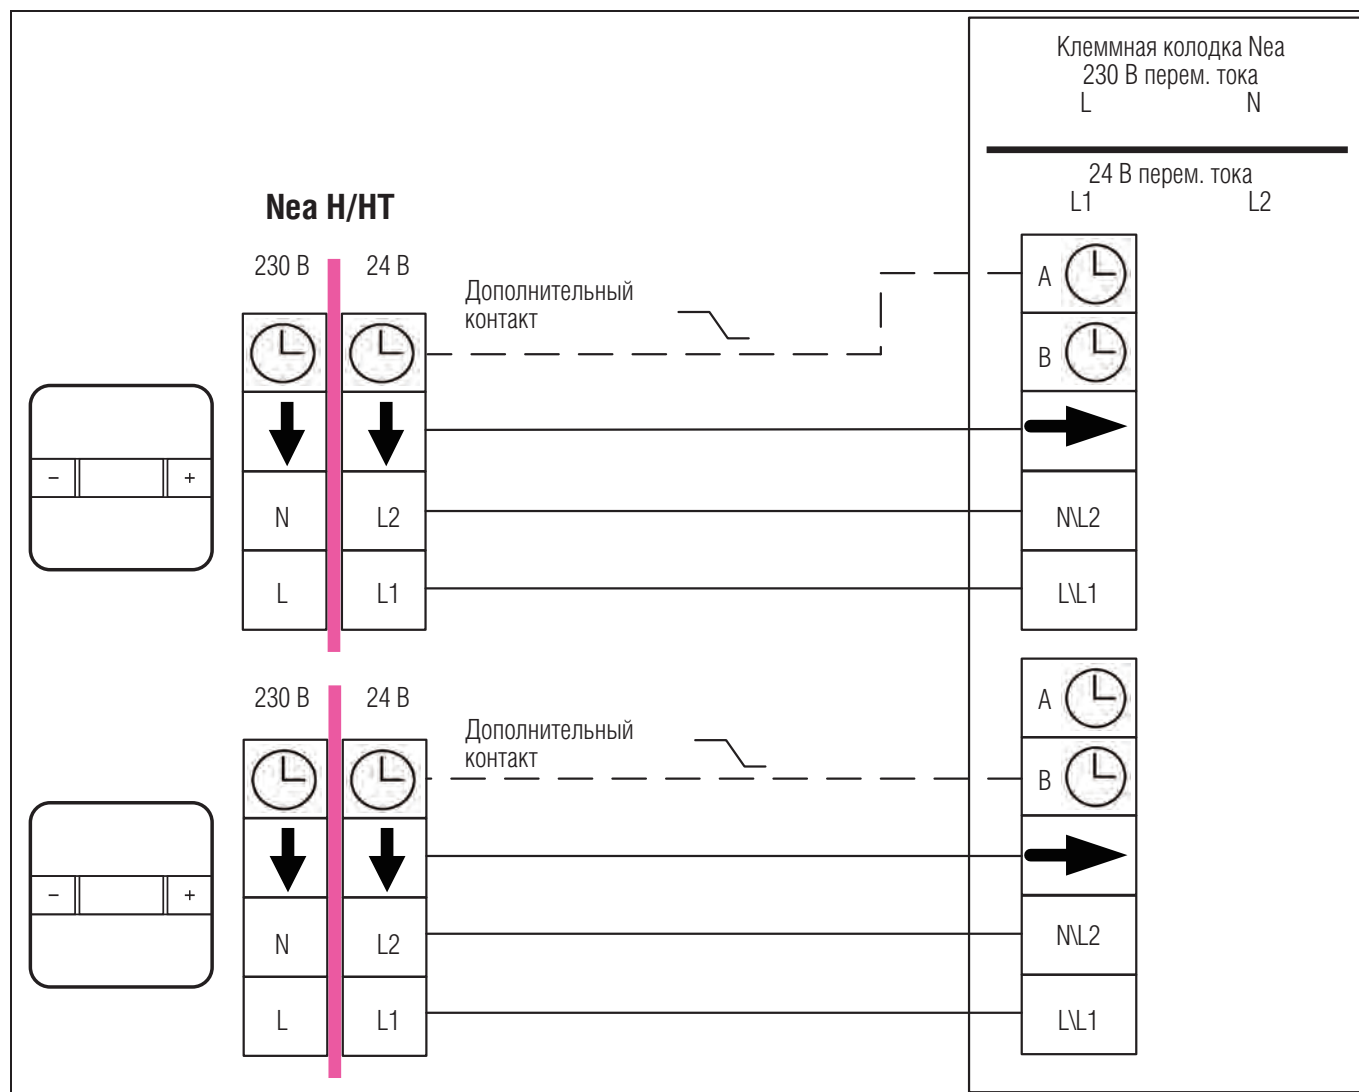 Клеммная колодка Nea
230 В перем. тока
L N
24 В перем. тока
L1 L2
Nea H/HT
230 В 24 В
Дополнительный
контакт
A
B
- +
N L2 N\L2
L L1 L\L1
230 В 24 В
Дополнительный
контакт
A
B
- +
N L2 N\L2
L L1 L\L1